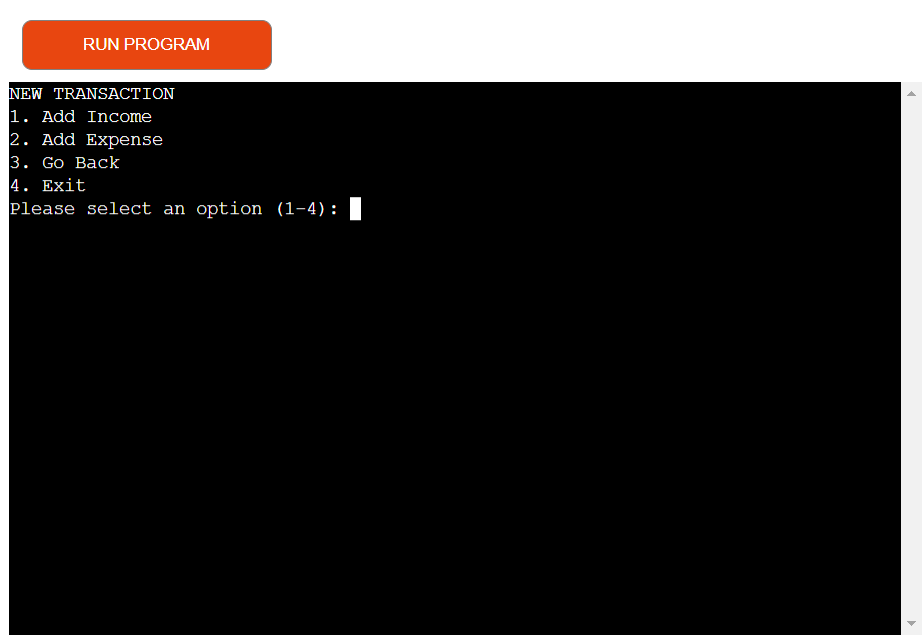 RUN PROGRAM
NEW TRANSACTION
1. Add Income
2. Add Expense
3. Go Back
4. Exit
Please select an option (1-4):